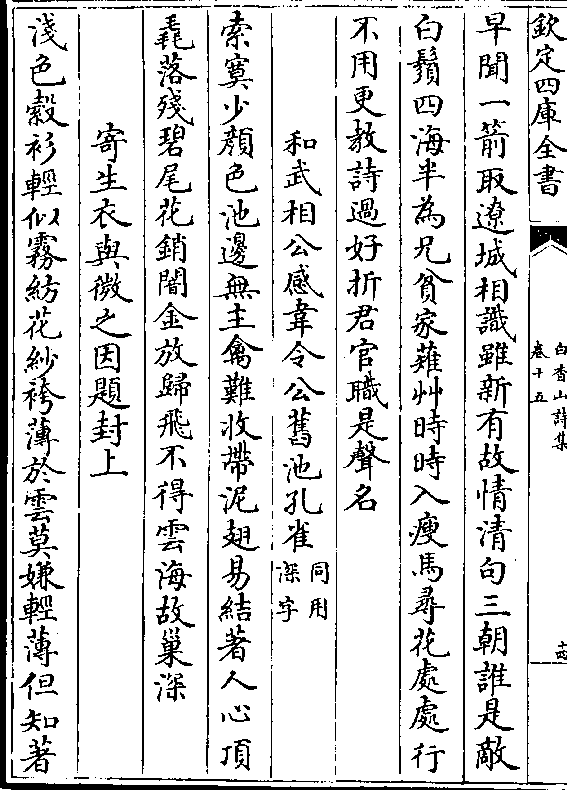 欽定四庫全書
白香山詩集
卷十五
早聞一箭取遼城相識雖新有故情清句三朝誰是敵
白鬚四海半為兄貧家薙艸時時入瘦馬尋花處處行
不用更教詩過好折君官職是聲名
和武相公感韋令公舊池孔雀同用深字
索寞少顏色池邊無主禽難收帶泥翅易結著人心頂
毳落殘碧尾花銷闇金放歸飛不得雲海故巢深
寄生衣與微之因題封上
淺色縠衫輕似霧紡花紗袴薄於雲莫嫌輕薄但知著